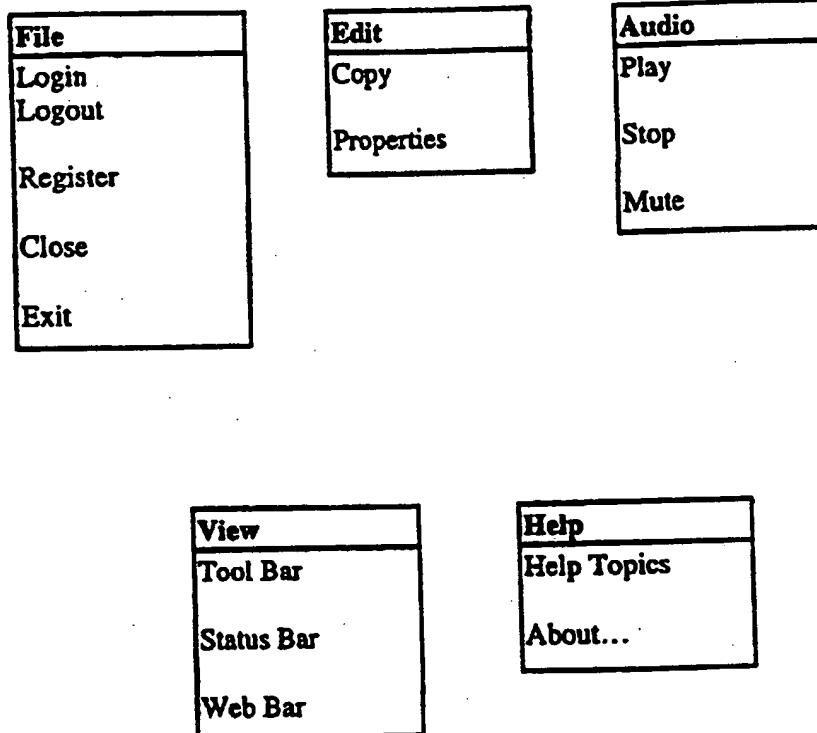 File
Login
Logout
Register
Close
Exit
Edit
Copy
Properties
Audio
Play
Stop
Mute
View
Tool Bar
Status Bar
Web Bar
Help
Help Topics
About...